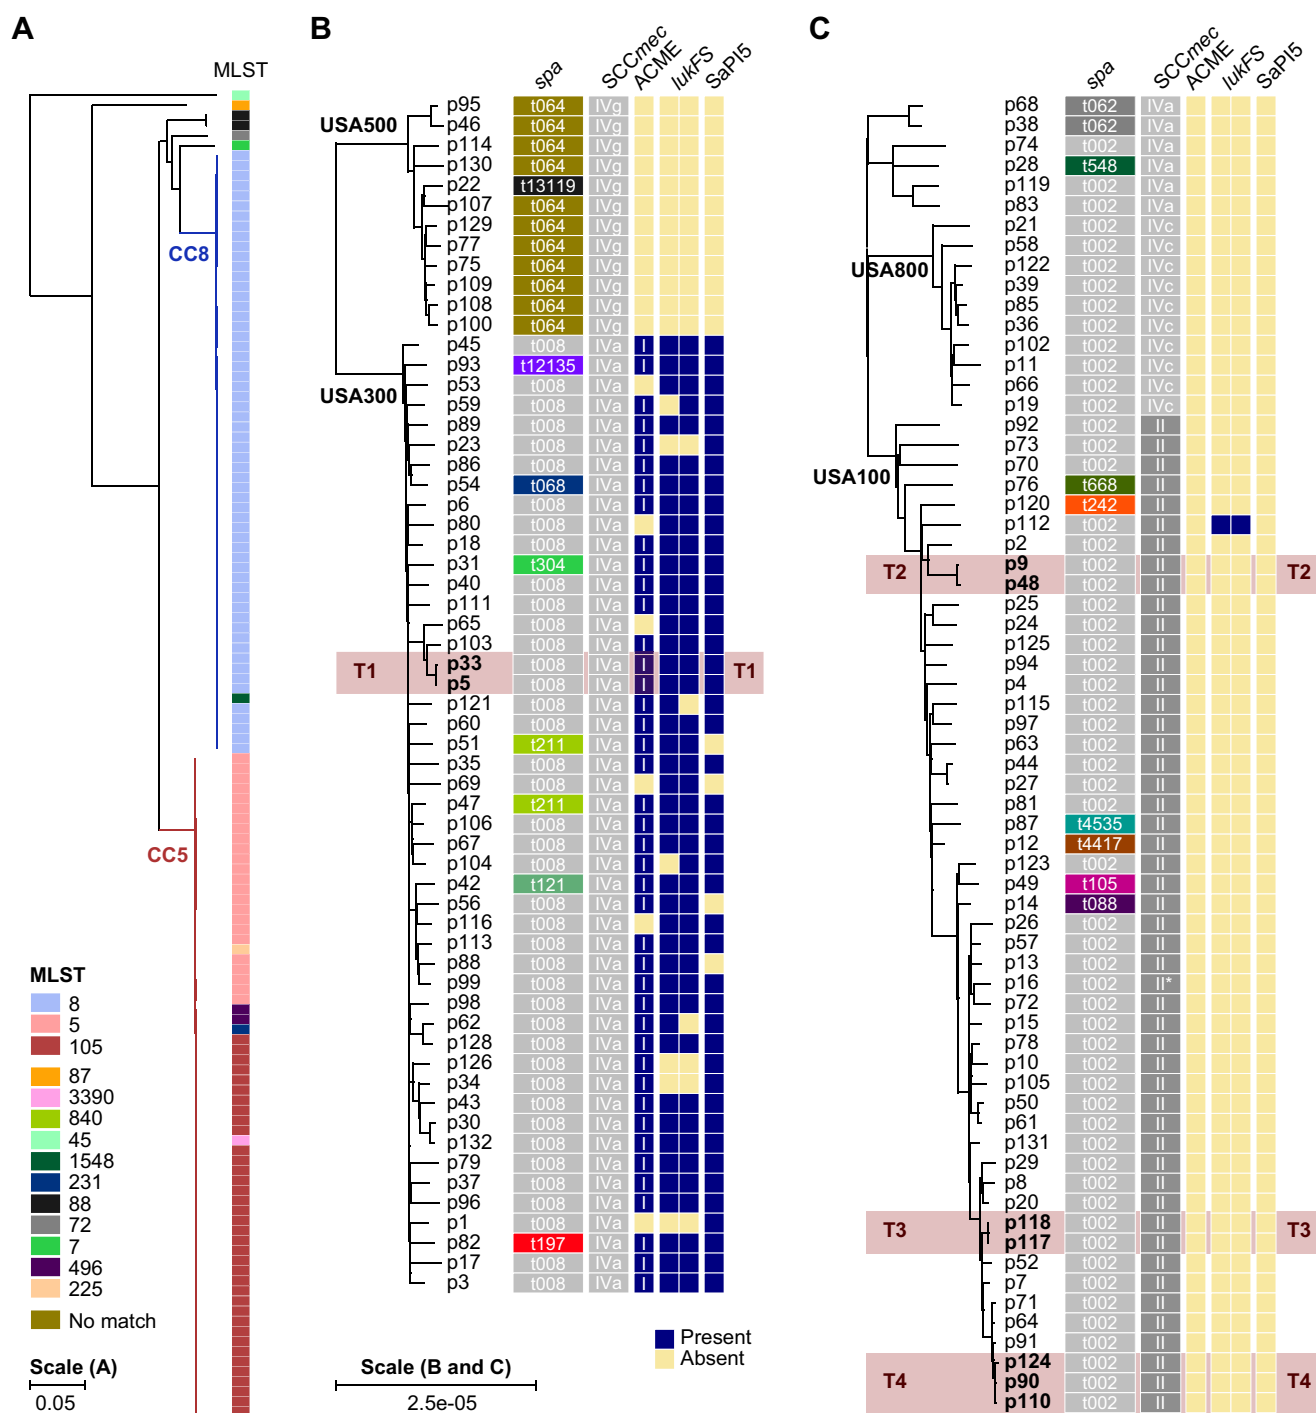 A
MLST
CC8
CC5
MLST
8
5
105
87
3390
840
45
1548
231
88
72
7
496
225
No match
Scale (A)
0.05
B
spa SCCmec ACME lukFS SaPI5
USA500
USA300
p95 t064 IVg
p46 t064 IVg
p114 t064 IVg
p130 t064 IVg
p22 t13119 IVg
p107 t064 IVg
p129 t064 IVg
p77 t064 IVg
p75 t064 IVg
p109 t064 IVg
p108 t064 IVg
p100 t064 IVg
p45 t008 IVa I
p93 t12135 IVa I
p53 t008 IVa
p59 t008 IVa I
p89 t008 IVa I
p23 t008 IVa I
p86 t008 IVa I
p54 t068 IVa I
p6 t008 IVa I
p80 t008 IVa
p18 t008 IVa I
p31 t304 IVa I
p40 t008 IVa I
p111 t008 IVa I
p65 t008 IVa
p103 t008 IVa I
T1 p33 t008 IVa I T1
p5 t008 IVa I
p121 t008 IVa I
p60 t008 IVa I
p51 t211 IVa I
p35 t008 IVa I
p69 t008 IVa
p47 t211 IVa I
p106 t008 IVa I
p67 t008 IVa I
p104 t008 IVa I
p42 t121 IVa I
p56 t008 IVa I
p116 t008 IVa
p113 t008 IVa I
p88 t008 IVa I
p99 t008 IVa I
p98 t008 IVa I
p62 t008 IVa I
p128 t008 IVa I
p126 t008 IVa I
p34 t008 IVa I
p43 t008 IVa I
p30 t008 IVa I
p132 t008 IVa I
p79 t008 IVa I
p37 t008 IVa I
p96 t008 IVa I
p1 t008 IVa
p82 t197 IVa I
p17 t008 IVa I
p3 t008 IVa I
Present
Absent
Scale (B and C)
2.5e-05
C
spa SCCmec ACME lukFS SaPI5
USA800
USA100
p68 t062 IVa
p38 t062 IVa
p74 t002 IVa
p28 t548 IVa
p119 t002 IVa
p83 t002 IVa
p21 t002 IVc
p58 t002 IVc
p122 t002 IVc
p39 t002 IVc
p85 t002 IVc
p36 t002 IVc
p102 t002 IVc
p11 t002 IVc
p66 t002 IVc
p19 t002 IVc
p92 t002 II
p73 t002 II
p70 t002 II
p76 t668 II
p120 t242 II
p112 t002 II
p2 t002 II
T2 p9 t002 II T2
p48 t002 II
p25 t002 II
p24 t002 II
p125 t002 II
p94 t002 II
p4 t002 II
p115 t002 II
p97 t002 II
p63 t002 II
p44 t002 II
p27 t002 II
p81 t002 II
p87 t4535 II
p12 t4417 II
p123 t002 II
p49 t105 II
p14 t088 II
p26 t002 II
p57 t002 II
p13 t002 II
p16 t002 II*
p72 t002 II
p15 t002 II
p78 t002 II
p10 t002 II
p105 t002 II
p50 t002 II
p61 t002 II
p131 t002 II
p29 t002 II
p8 t002 II
p20 t002 II
T3 p118 t002 II T3
p117 t002 II
p52 t002 II
p7 t002 II
p71 t002 II
p64 t002 II
p91 t002 II
p124 t002 II
T4 p90 t002 II T4
p110 t002 II